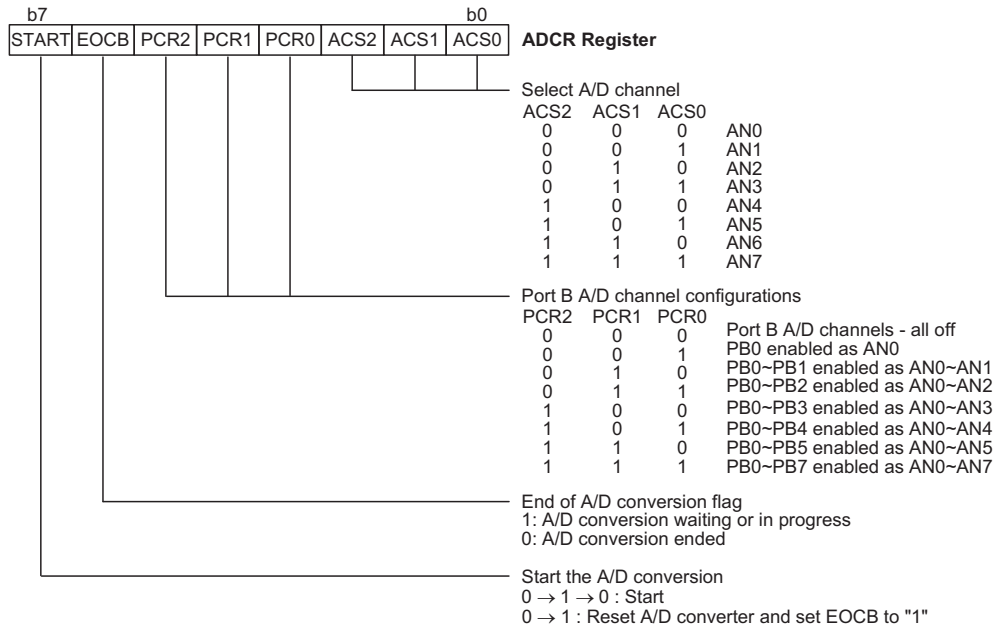 b7 b0
START EOCB PCR2 PCR1 PCR0 ACS2 ACS1 ACS0 ADCR Register
Select A/D channel
ACS2 ACS1 ACS0
0 0 0 AN0
0 0 1 AN1
0 1 0 AN2
0 1 1 AN3
1 0 0 AN4
1 0 1 AN5
1 1 0 AN6
1 1 1 AN7
Port B A/D channel configurations
PCR2 PCR1 PCR0
0 0 0 Port B A/D channels - all off
0 0 1 PB0 enabled as AN0
0 1 0 PB0~PB1 enabled as AN0~AN1
0 1 1 PB0~PB2 enabled as AN0~AN2
1 0 0 PB0~PB3 enabled as AN0~AN3
1 0 1 PB0~PB4 enabled as AN0~AN4
1 1 0 PB0~PB5 enabled as AN0~AN5
1 1 1 PB0~PB7 enabled as AN0~AN7
End of A/D conversion flag
1: A/D conversion waiting or in progress
0: A/D conversion ended
Start the A/D conversion
0 → 1 → 0 : Start
0 → 1 : Reset A/D converter and set EOCB to "1"